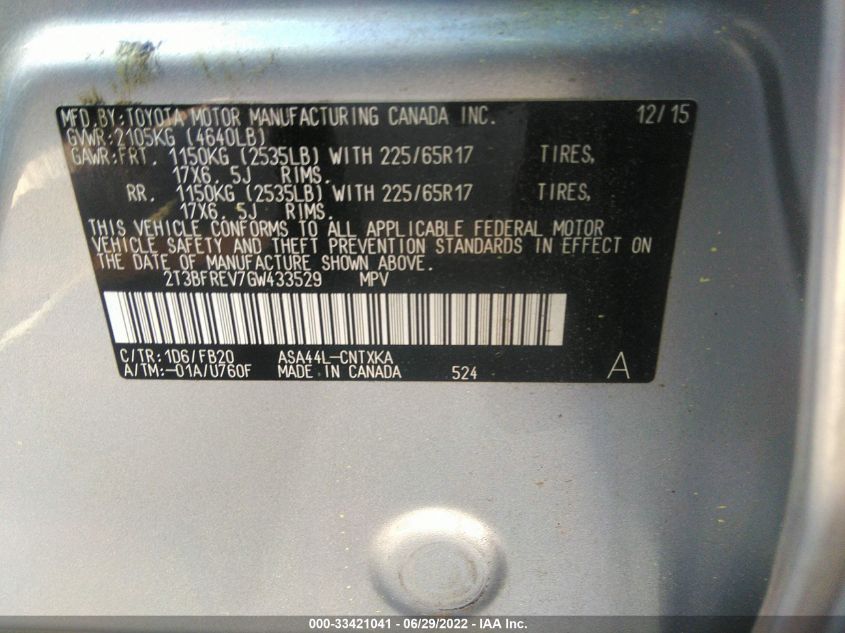 MFD. BY: TOYOTA MOTOR MANUFACTURING CANADA INC. 12/15
GVWR: 2105KG (4640LB)
GAWR: FRT. 1150KG (2535LB) WITH 225/65R17 TIRES,
17X6. 5J RIMS.
RR. 1150KG (2535LB) WITH 225/65R17 TIRES,
17X6. 5J RIMS.
THIS VEHICLE CONFORMS TO ALL APPLICABLE FEDERAL MOTOR
VEHICLE SAFETY AND THEFT PREVENTION STANDARDS IN EFFECT ON
THE DATE OF MANUFACTURE SHOWN ABOVE.
2T3BFREV7GW433529 MPV
C/TR: 1D6/FB20 ASA44L-CNTXKA
A/TM: -01A/U760F MADE IN CANADA 524 A
000-33421041 - 06/29/2022 - IAA Inc.